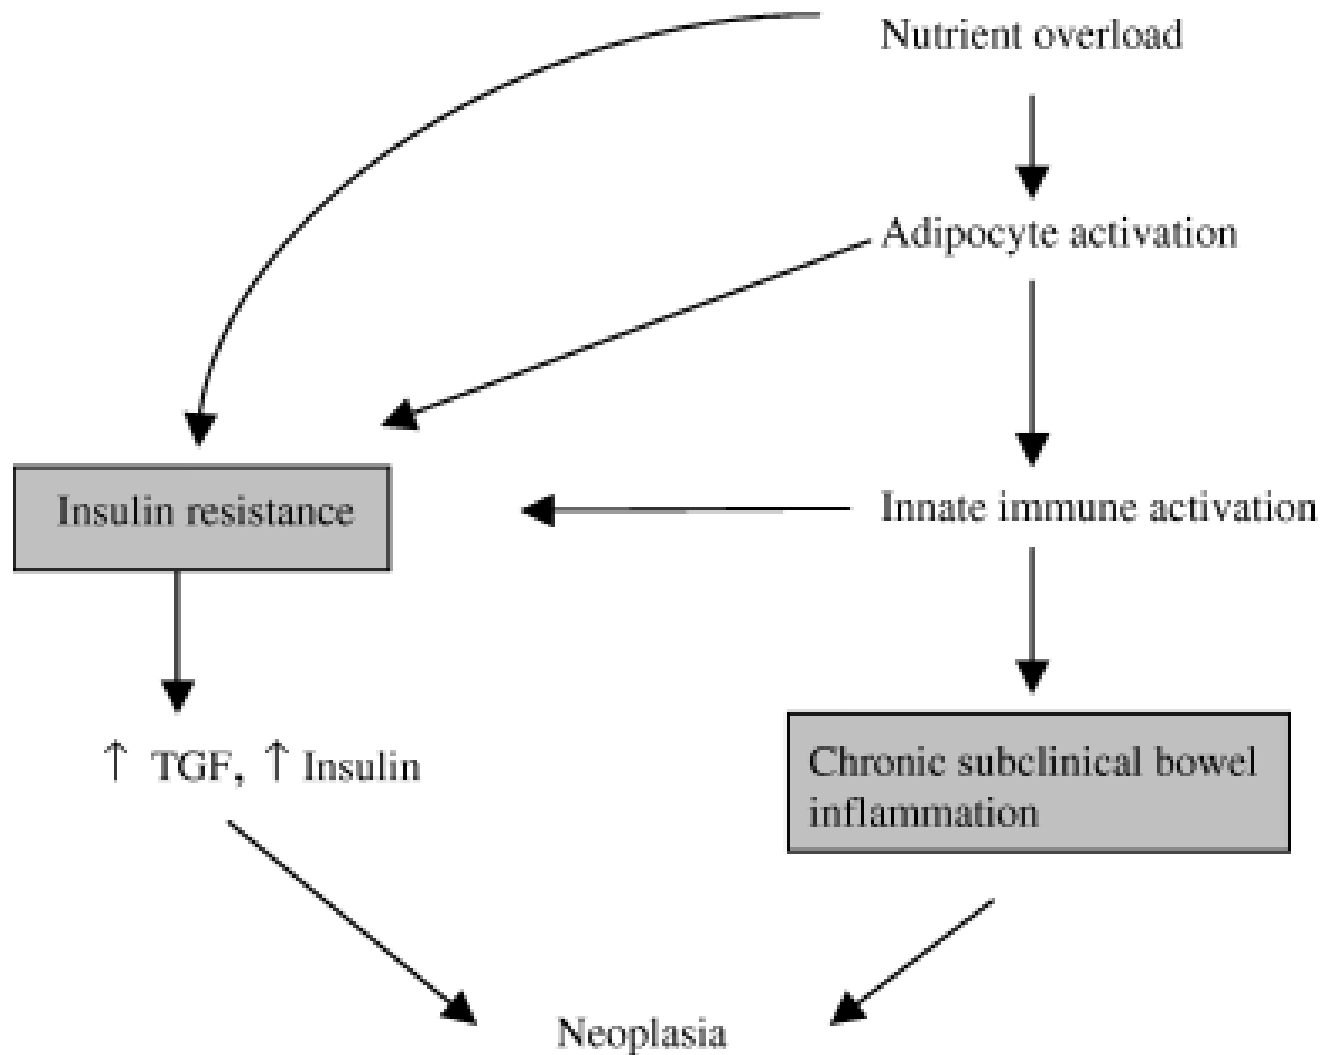 Nutrient overload
Adipocyte activation
Insulin resistance
Innate immune activation
↑ TGF, ↑ Insulin
Chronic subclinical bowel
inflammation
Neoplasia